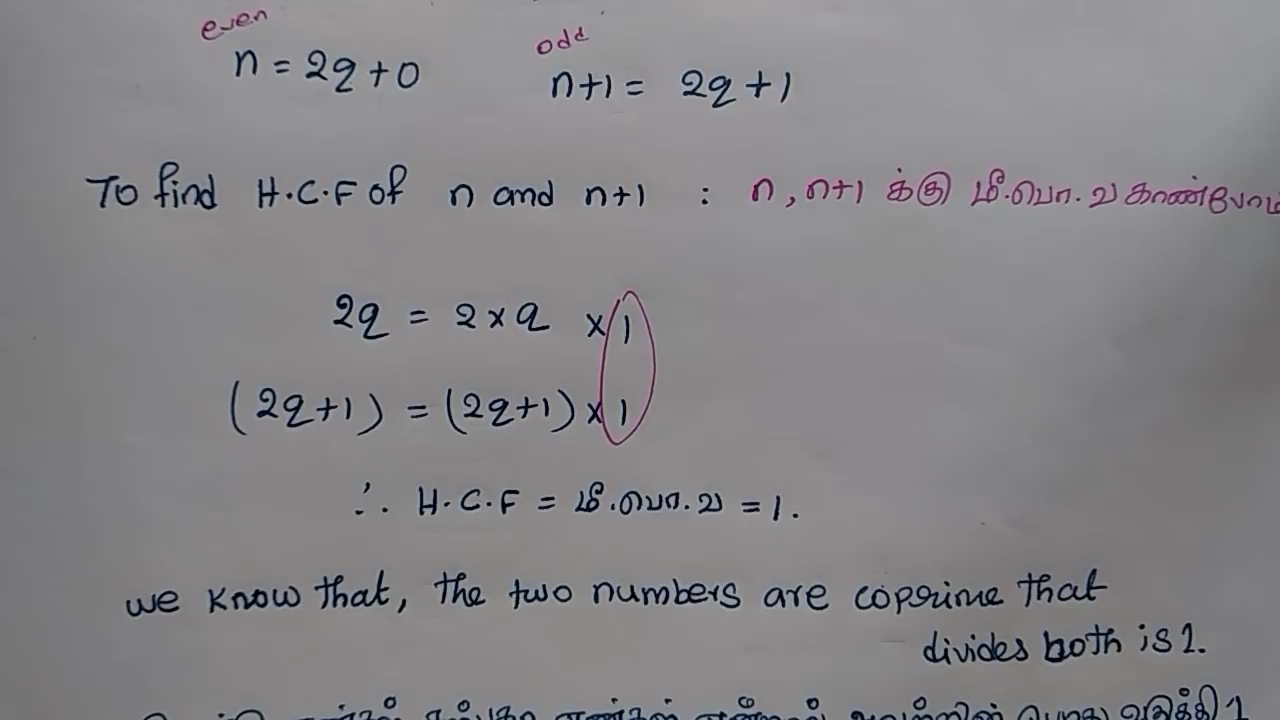 even odd
n = 2q+0 n+1 = 2q+1
To find H.C.F of n and n+1 : n, n+1 க்கு மீ.பொ.வ காண்போம்
2q = 2 × q × 1
(2q+1) = (2q+1) × 1
∴ H.C.F = மீ.பொ.வ = 1.
we know that, the two numbers are coprime that
divides both is 1.